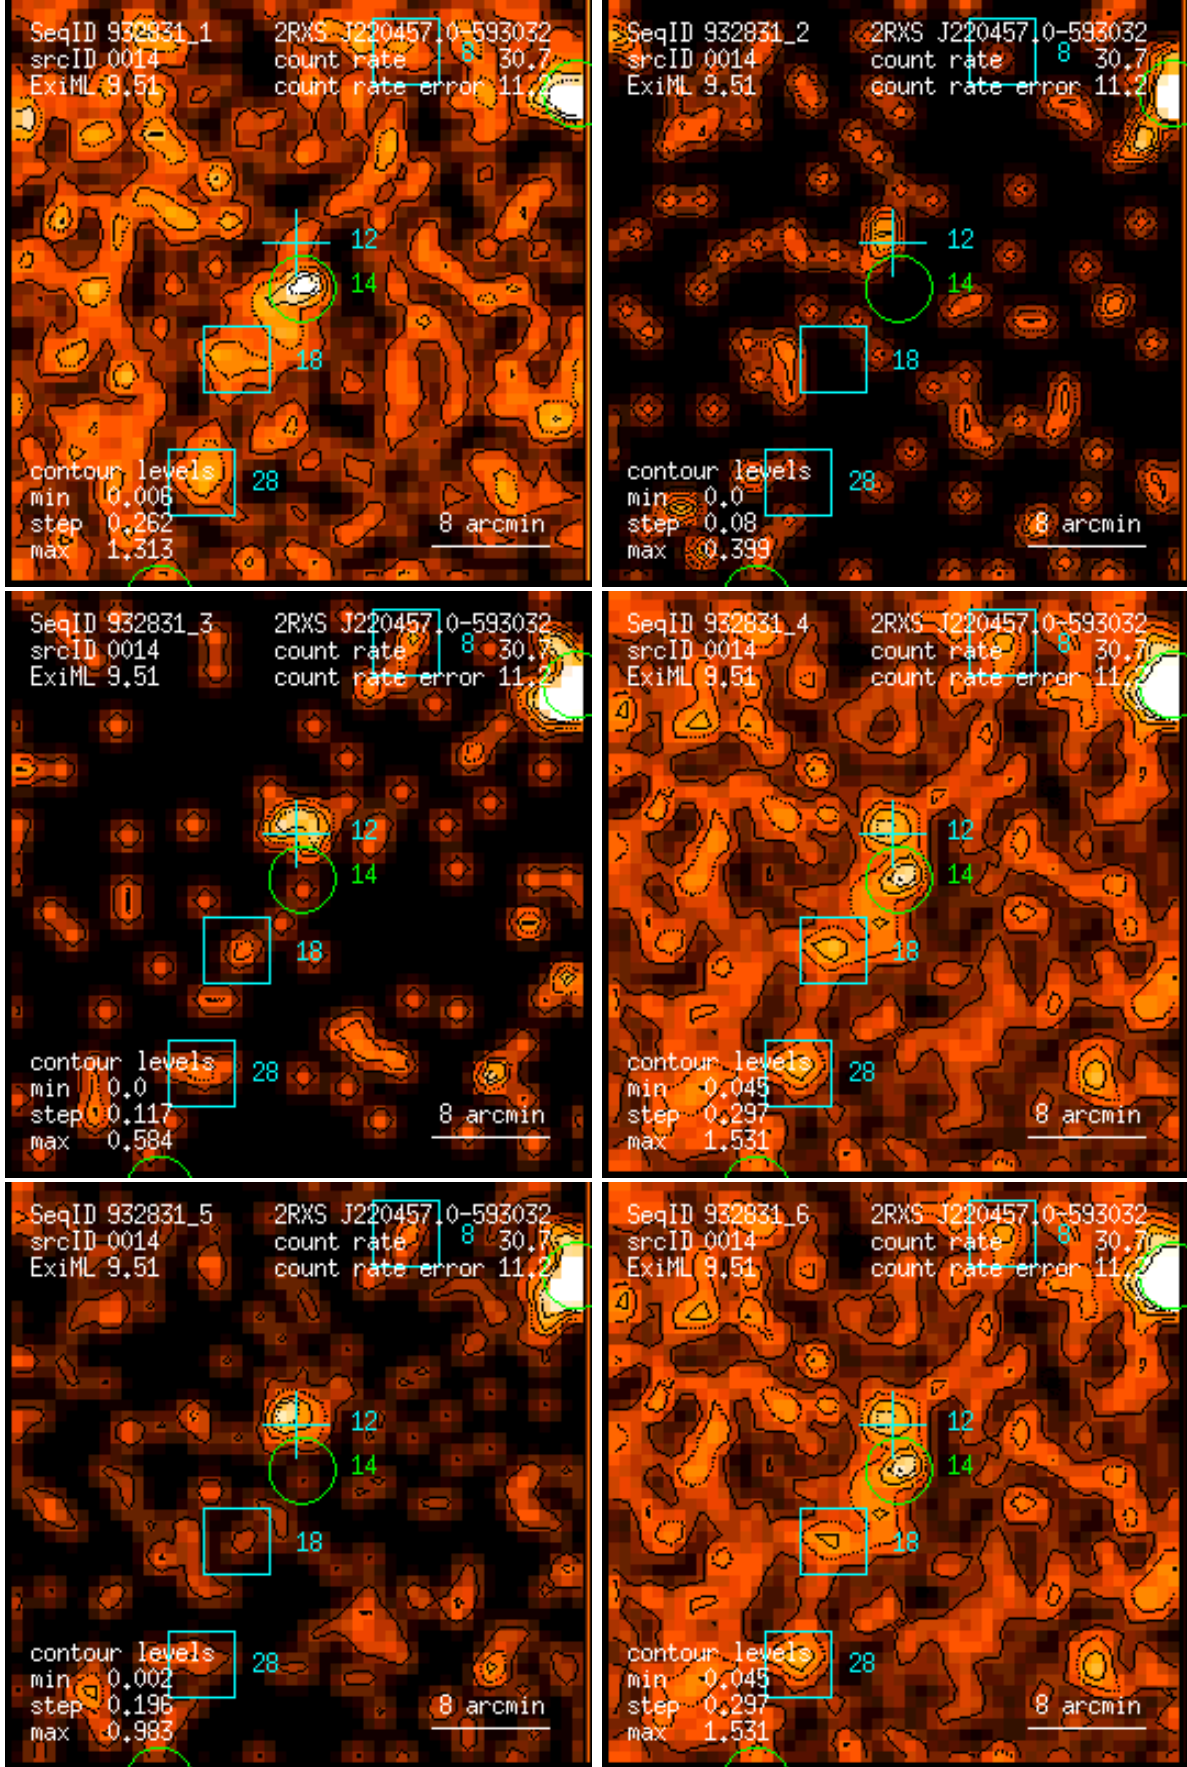 SeqID 932831_1 2RXS J220457.0-593032
srcID 0014 count rate 8 30.7
ExiML 9.51 count rate error 11.2
12
14
18
contour levels 28
min 0.006
step 0.262 8 arcmin
max 1.313
SeqID 932831_2 2RXS J220457.0-593032
srcID 0014 count rate 8 30.7
ExiML 9.51 count rate error 11.2
12
14
18
contour levels 28
min 0.0
step 0.08 8 arcmin
max 0.399
SeqID 932831_3 2RXS J220457.0-593032
srcID 0014 count rate 8 30.7
ExiML 9.51 count rate error 11.2
12
14
18
contour levels 28
min 0.0
step 0.117 8 arcmin
max 0.584
SeqID 932831_4 2RXS J220457.0-593032
srcID 0014 count rate 8 30.7
ExiML 9.51 count rate error 11.2
12
14
18
contour levels 28
min 0.045
step 0.297 8 arcmin
max 1.531
SeqID 932831_5 2RXS J220457.0-593032
srcID 0014 count rate 8 30.7
ExiML 9.51 count rate error 11.2
12
14
18
contour levels 28
min 0.002
step 0.196 8 arcmin
max 0.983
SeqID 932831_6 2RXS J220457.0-593032
srcID 0014 count rate 8 30.7
ExiML 9.51 count rate error 11.2
12
14
18
contour levels 28
min 0.045
step 0.297 8 arcmin
max 1.531